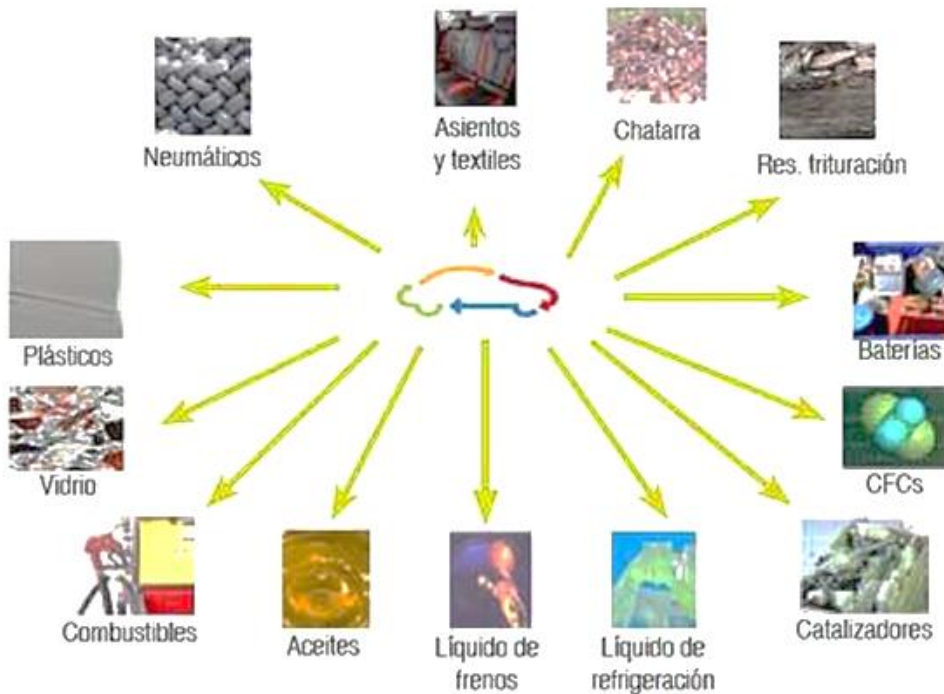 Neumáticos
Asientos
y textiles
Chatarra
Res. trituración
Plásticos
Baterías
Vidrio
CFCs
Combustibles
Aceites
Líquido de
frenos
Líquido de
refrigeración
Catalizadores